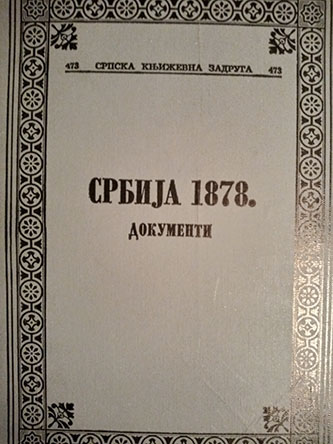 473 СРПСКА КЊИЖЕВНА ЗАДРУГА 473
СРБИЈА 1878.
ДОКУМЕНТИ